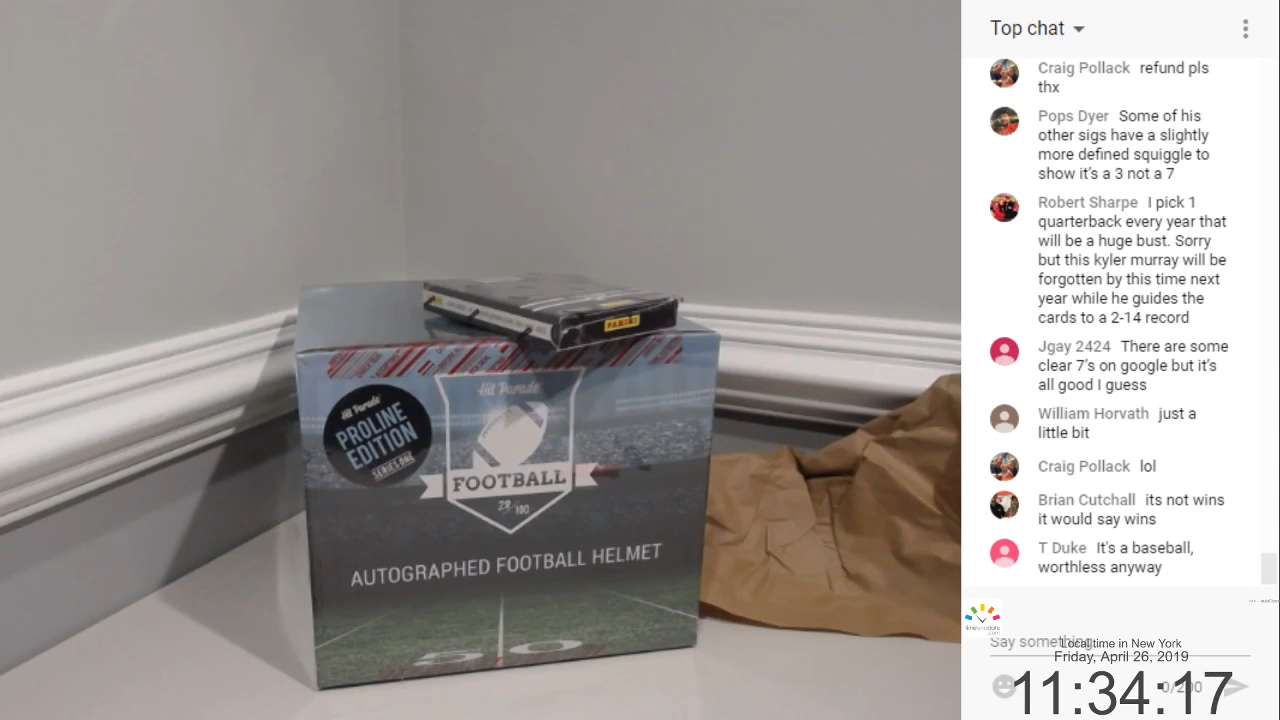 PANINI
Hit Parade
Hit Parade
PROLINE
EDITION
SERIES ONE
FOOTBALL
28/100
AUTOGRAPHED FOOTBALL HELMET
50
Top chat
Craig Pollack refund pls
thx
Pops Dyer Some of his
other sigs have a slightly
more defined squiggle to
show it's a 3 not a 7
Robert Sharpe I pick 1
quarterback every year that
will be a huge bust. Sorry
but this kyler murray will be
forgotten by this time next
year while he guides the
cards to a 2-14 record
Jgay 2424 There are some
clear 7's on google but it's
all good I guess
William Horvath just a
little bit
Craig Pollack lol
Brian Cutchall its not wins
it would say wins
T Duke It's a baseball,
worthless anyway
timeanddate
.com
Say something...
Local time in New York
Friday, April 26, 2019
0/200
11:34:17